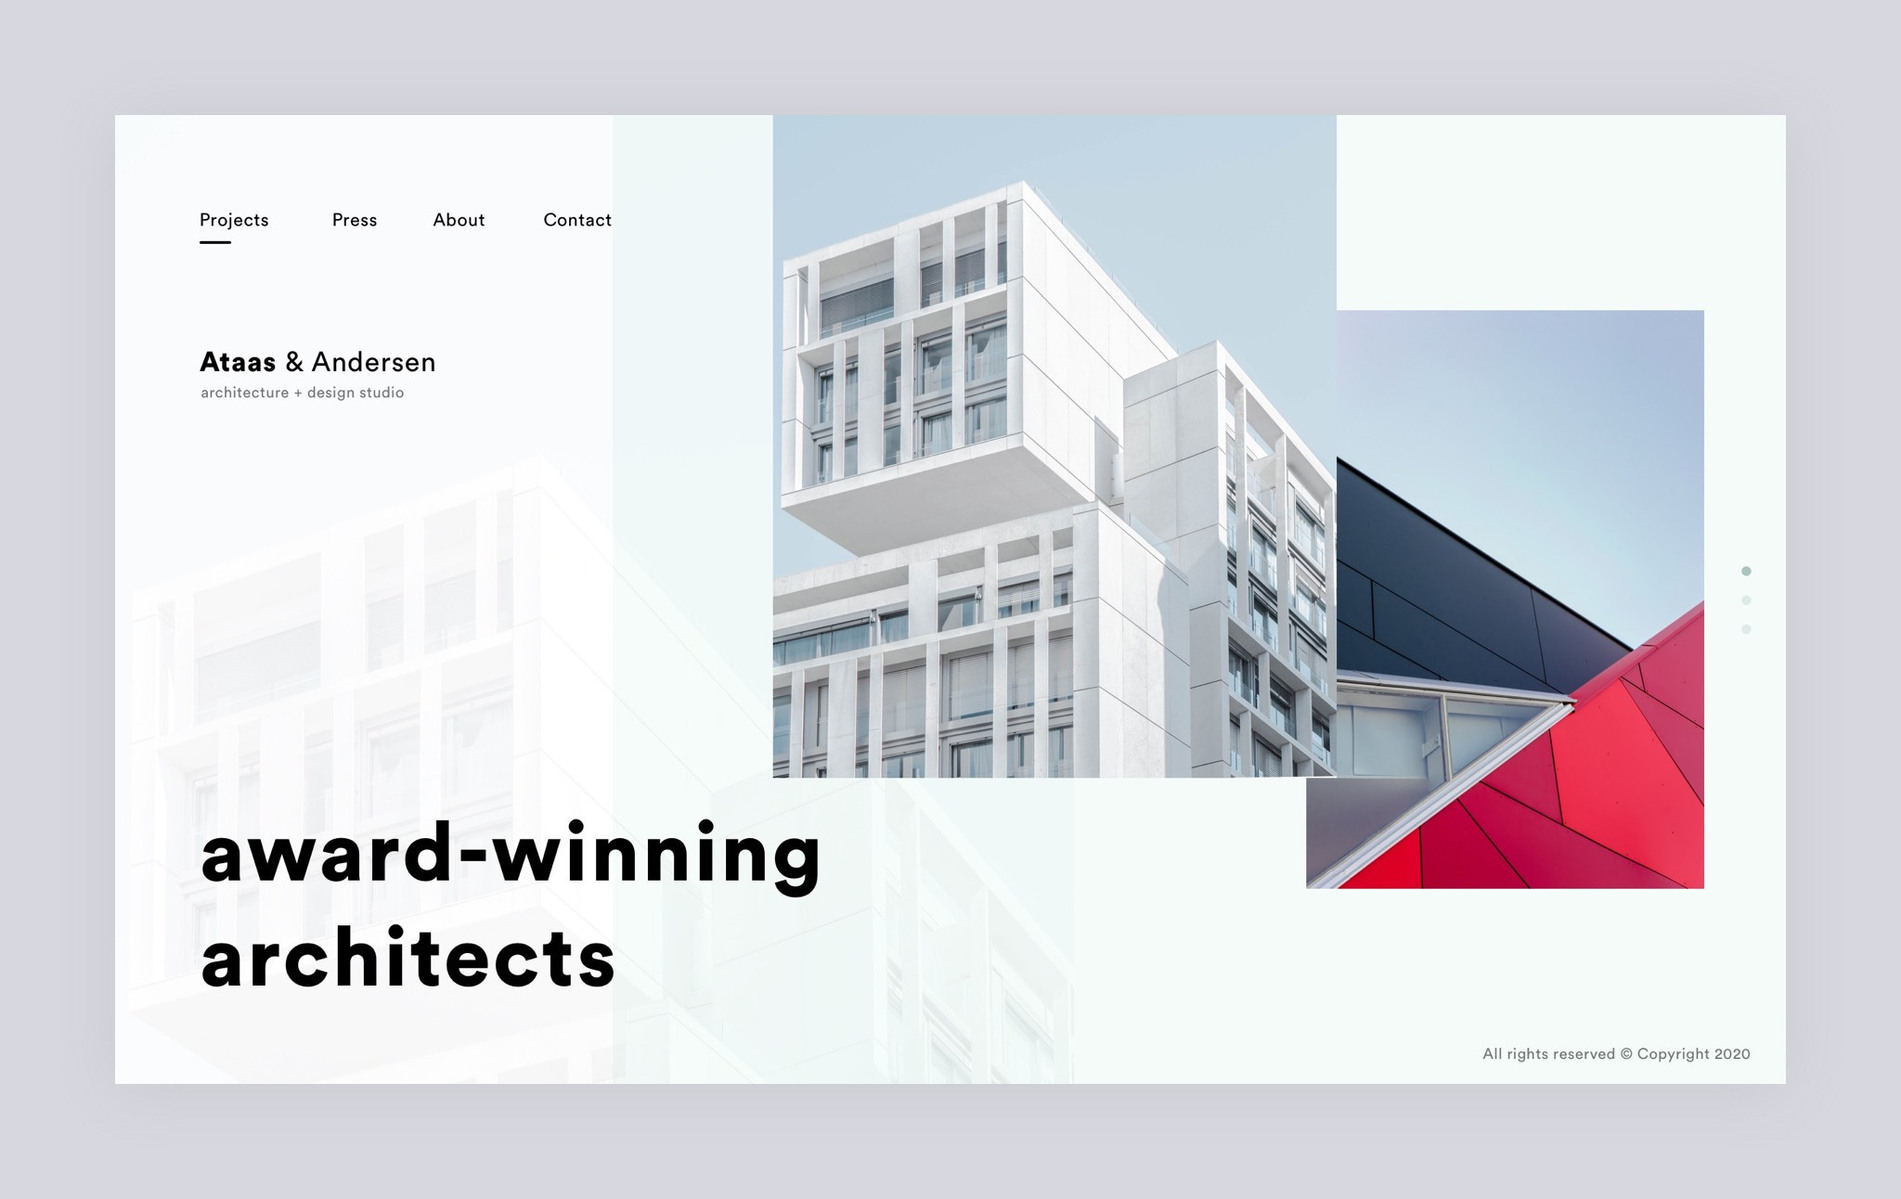 Projects Press About Contact
Ataas & Andersen
architecture + design studio
award-winning
architects
All rights reserved © Copyright 2020